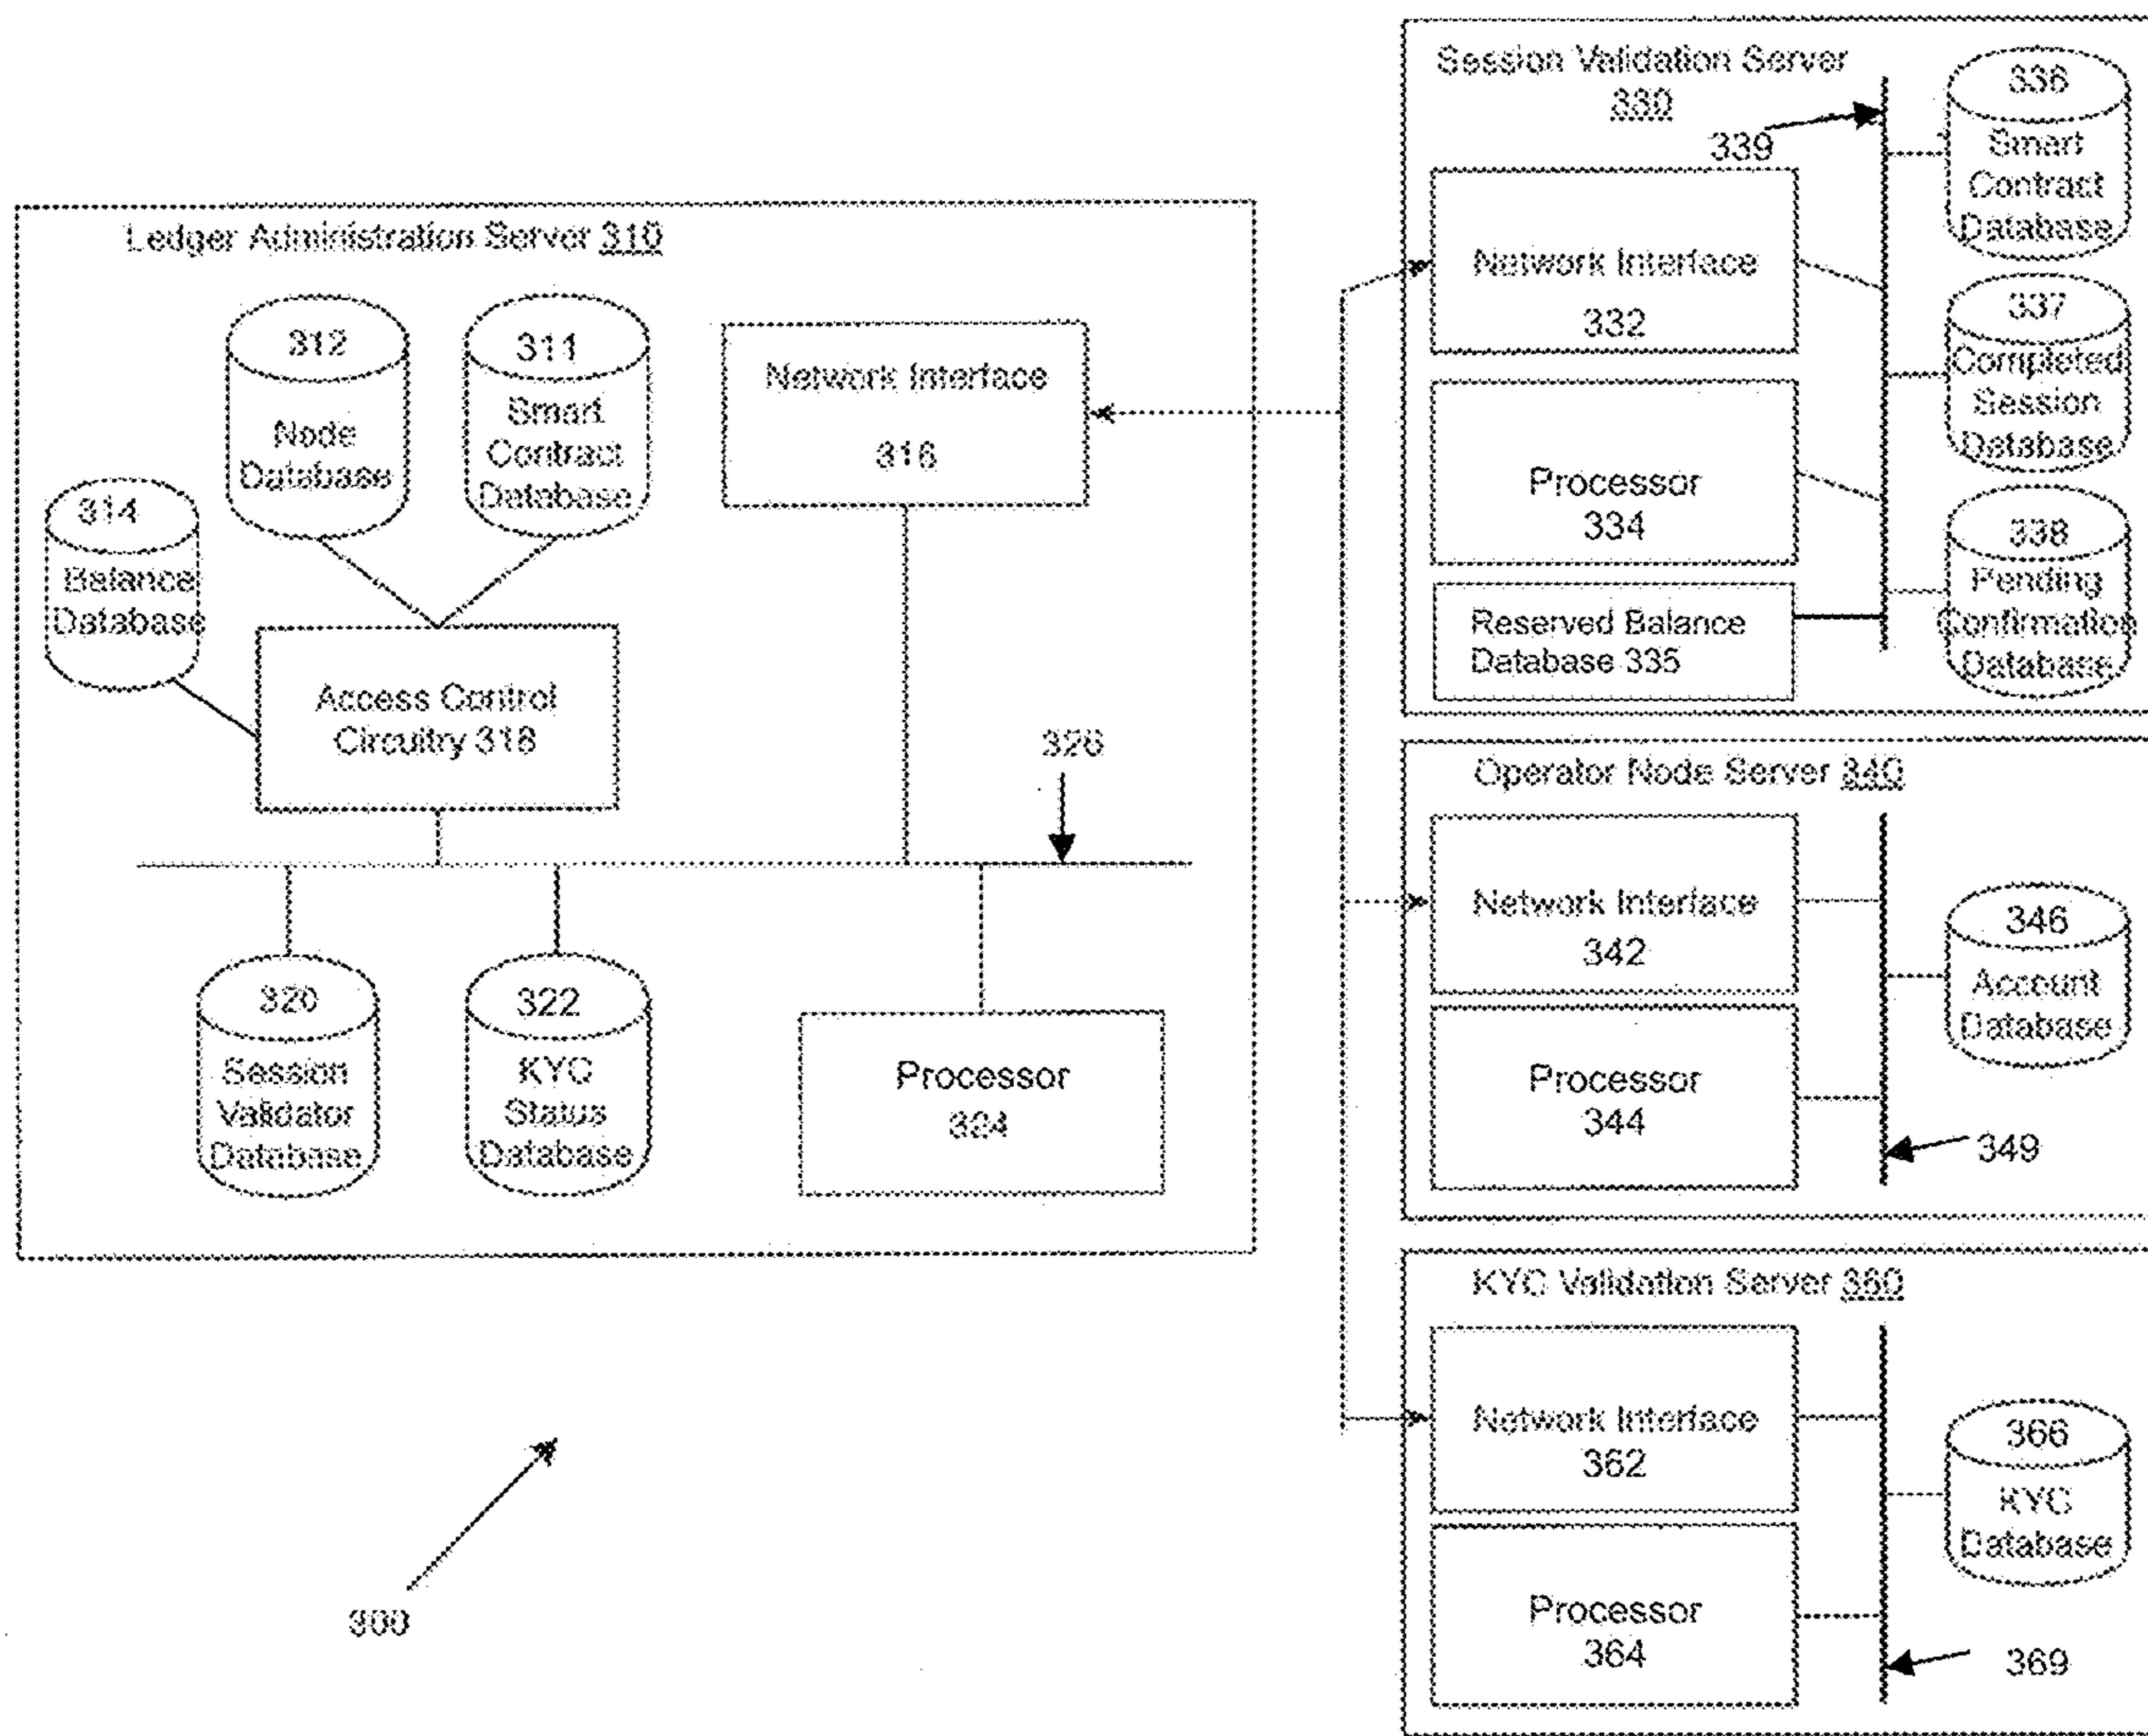 Ledger Administration Server 310
312
Node
Database
311
Smart
Contract
Database
Network Interface
316
314
Balance
Database
Access Control
Circuitry 318
326
320
Session
Validator
Database
322
KYC
Status
Database
Processor
324
300
Session Validation Server
330
339
336
Smart
Contract
Database
Network Interface
332
337
Completed
Session
Database
Processor
334
338
Pending
Confirmation
Database
Reserved Balance
Database 335
Operator Node Server 340
Network Interface
342
346
Account
Database
Processor
344
349
KYC Validation Server 360
Network Interface
362
366
KYC
Database
Processor
364
369